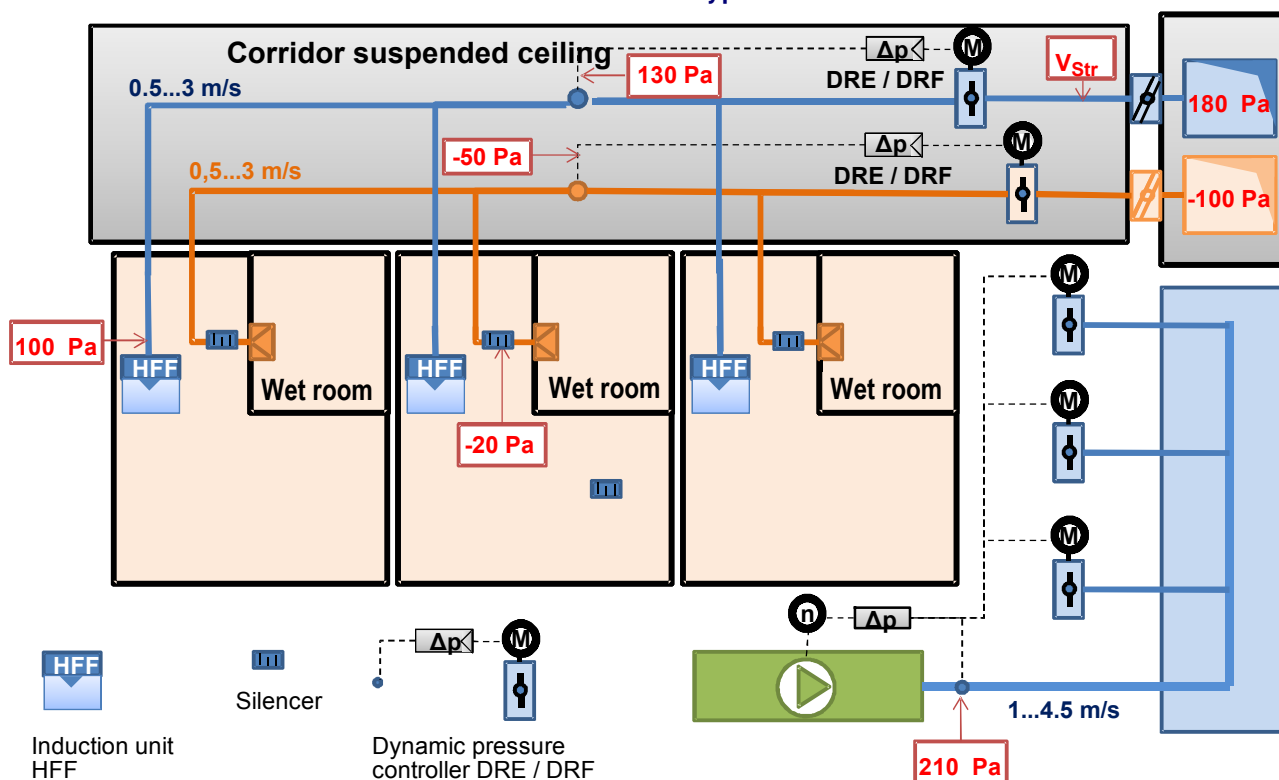 Corridor suspended ceiling
Δp
M
DRE / DRF
VStr
130 Pa
0.5...3 m/s
180 Pa
-50 Pa
Δp
M
DRE / DRF
0,5...3 m/s
-100 Pa
M
100 Pa
HFF
Wet room
HFF
Wet room
HFF
Wet room
-20 Pa
M
M
n
Δp
1...4.5 m/s
210 Pa
HFF
Induction unit
HFF
Silencer
Δp
M
Dynamic pressure
controller DRE / DRF